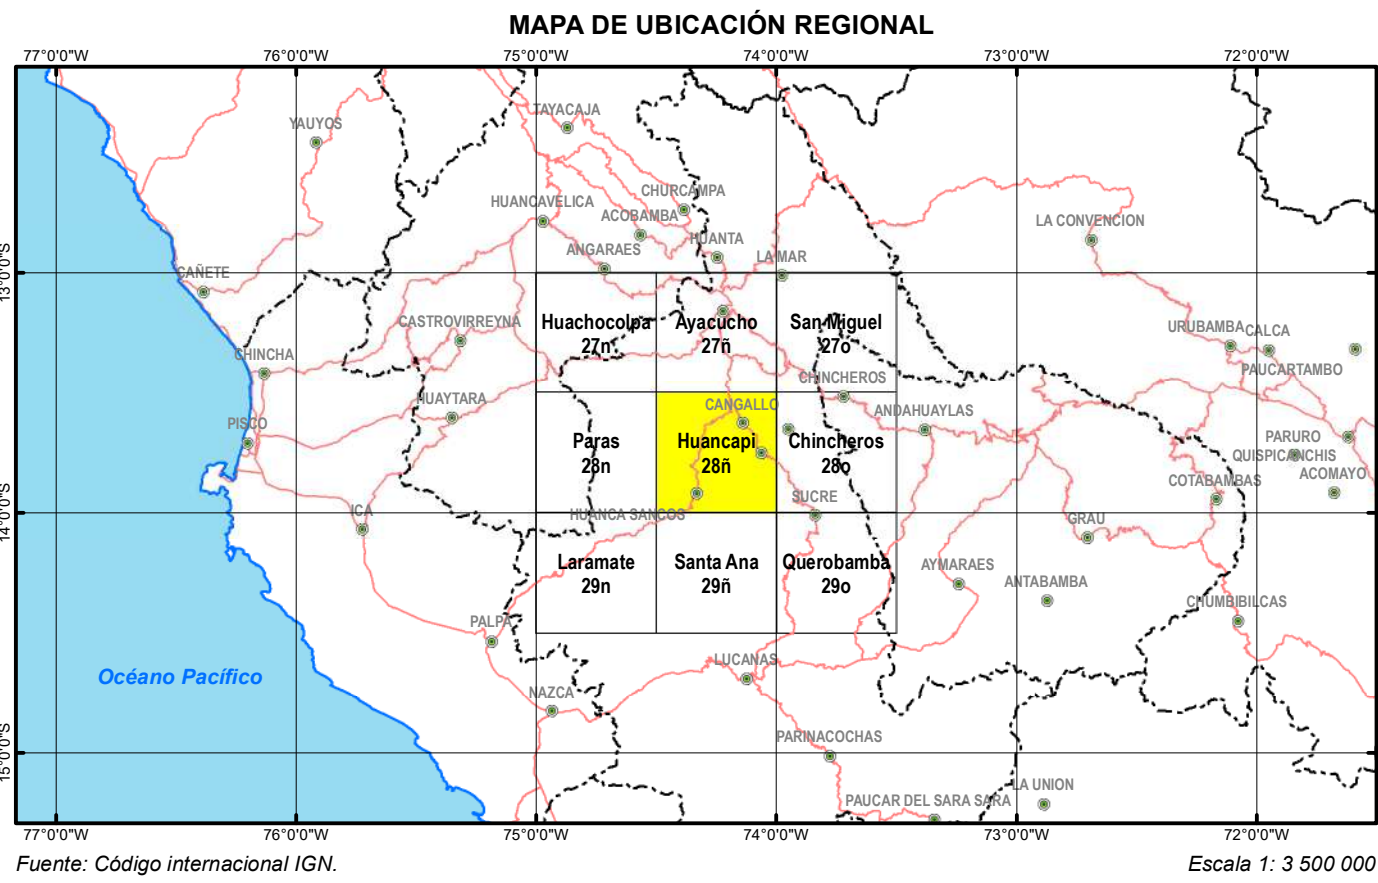 MAPA DE UBICACIÓN REGIONAL
77°0'0"W 76°0'0"W 75°0'0"W 74°0'0"W 73°0'0"W 72°0'0"W
TAYACAJA
YAUYOS
CHURCAMPA
HUANCAVELICA
ACOBAMBA
LA CONVENCION
HUANTA
ANGARAES
LA MAR
13°0'0"S
CAÑETE
CASTROVIRREYNA
Huachocolpa
27n
Ayacucho
27ñ
San Miguel
27o
URUBAMBA
CALCA
CHINCHA
PAUCARTAMBO
CHINCHEROS
HUAYTARA
CANGALLO
ANDAHUAYLAS
PISCO
Paras
28n
Huancapi
28ñ
Chincheros
28o
PARURO
QUISPICANCHIS
ACOMAYO
COTABAMBAS
SUCRE
14°0'0"S
ICA
HUANCA SANCOS
GRAU
Laramate
29n
Santa Ana
29ñ
Querobamba
29o
AYMARAES
ANTABAMBA
CHUMBIBILCAS
PALPA
LUCANAS
Océano Pacífico
NAZCA
PARINACOCHAS
15°0'0"S
LA UNION
PAUCAR DEL SARA SARA
77°0'0"W 76°0'0"W 75°0'0"W 74°0'0"W 73°0'0"W 72°0'0"W
Fuente: Código internacional IGN.
Escala 1: 3 500 000